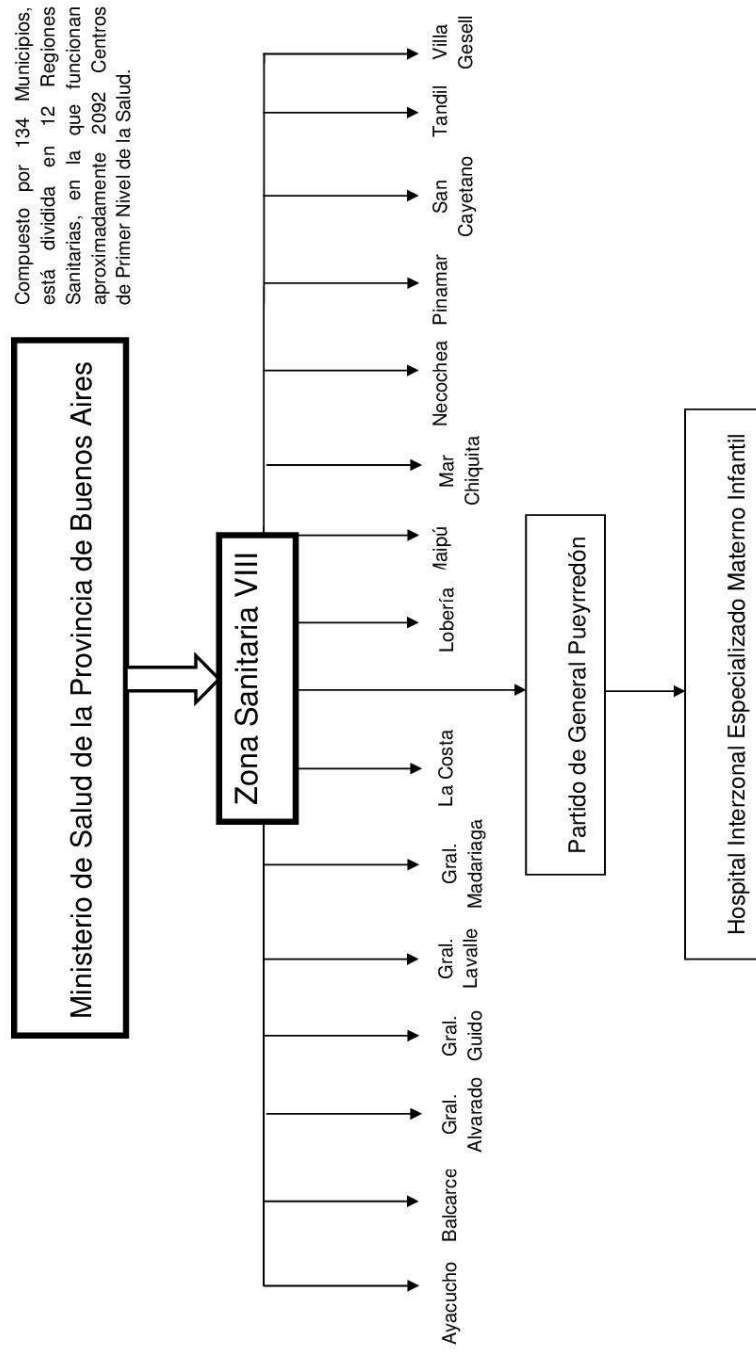 Compuesto por 134 Municipios,
está dividida en 12 Regiones
Sanitarias, en la que funcionan
aproximadamente 2092 Centros
de Primer Nivel de la Salud.
Ministerio de Salud de la Provincia de Buenos Aires
Zona Sanitaria VIII
Ayacucho
Balcarce
Gral.
Alvarado
Gral.
Guido
Gral.
Lavalle
Gral.
Madariaga
La Costa
Lobería
Maipú
Mar
Chiquita
Necochea
Pinamar
San
Cayetano
Tandil
Villa
Gesell
Partido de General Pueyrredón
Hospital Interzonal Especializado Materno Infantil